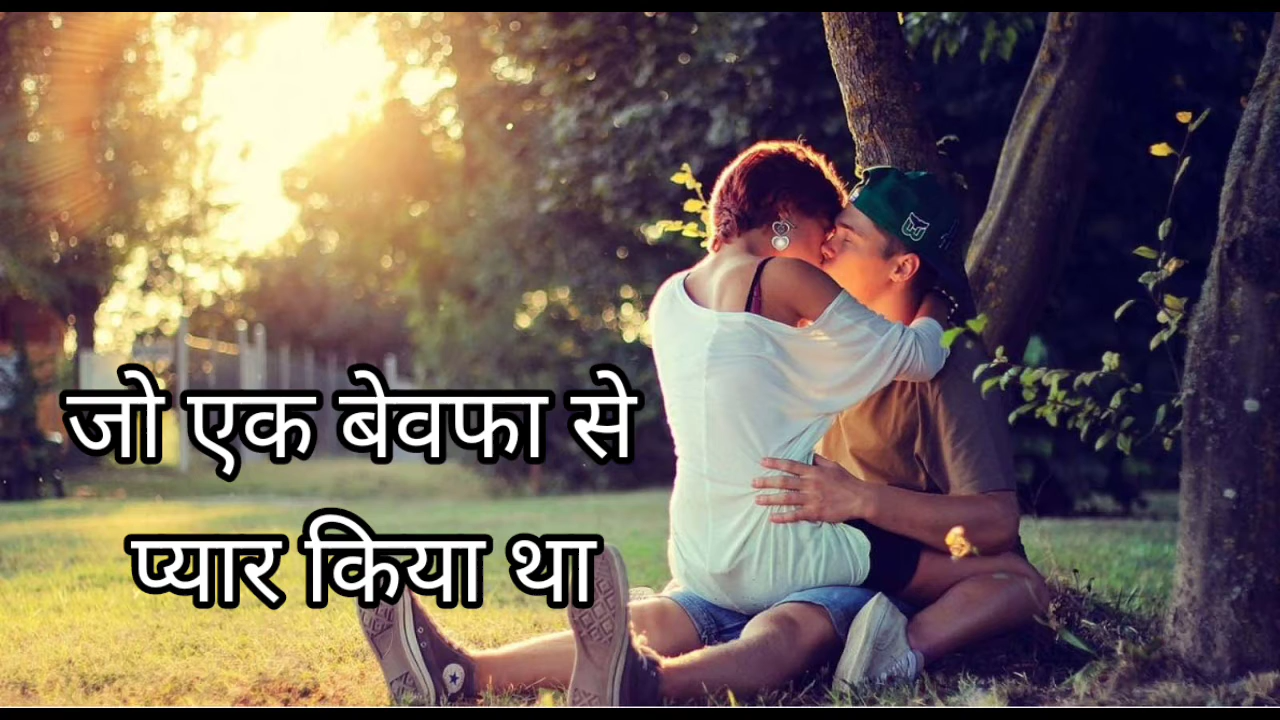 जो एक बेवफा से
प्यार किया था